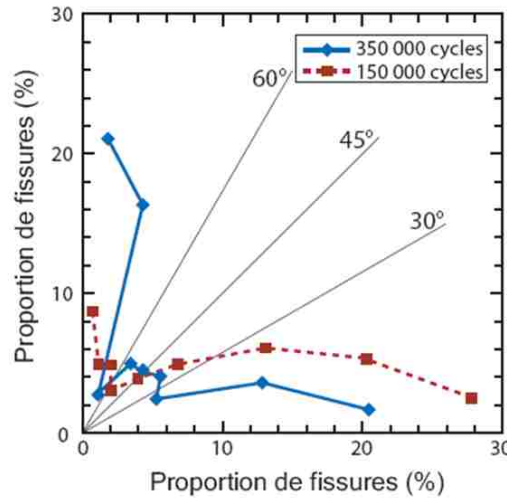 30
350 000 cycles
150 000 cycles
60°
45°
20
30°
10
0
0
10
20
30
Proportion de fissures (%)
Proportion de fissures (%)